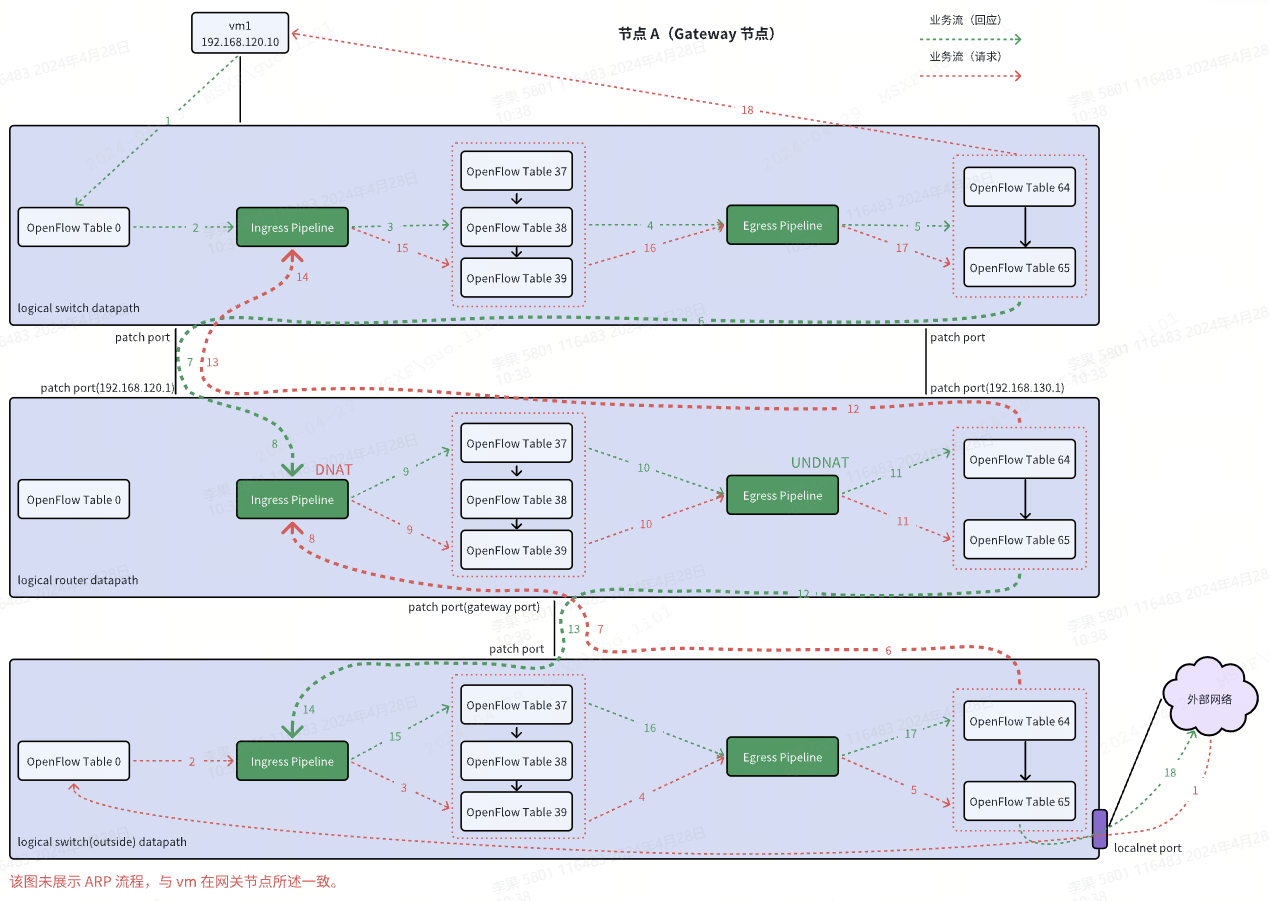 vm1
192.168.120.10
节点 A（Gateway 节点）
业务流（回应）
业务流（请求）
18
1
OpenFlow Table 0
2
Ingress Pipeline
3
15
14
OpenFlow Table 37
OpenFlow Table 38
OpenFlow Table 39
4
16
Egress Pipeline
5
17
OpenFlow Table 64
OpenFlow Table 65
logical switch datapath
6
patch port
patch port
7
13
patch port(192.168.120.1)
patch port(192.168.130.1)
12
8
DNAT
OpenFlow Table 0
Ingress Pipeline
9
9
8
OpenFlow Table 37
OpenFlow Table 38
OpenFlow Table 39
10
10
UNDNAT
Egress Pipeline
11
11
OpenFlow Table 64
OpenFlow Table 65
logical router datapath
12
patch port(gateway port)
13
7
patch port
6
14
OpenFlow Table 0
2
Ingress Pipeline
15
3
OpenFlow Table 37
OpenFlow Table 38
OpenFlow Table 39
16
4
Egress Pipeline
17
5
OpenFlow Table 64
OpenFlow Table 65
外部网络
18
1
logical switch(outside) datapath
localnet port
该图未展示 ARP 流程，与 vm 在网关节点所述一致。
李果 5801 116483 2024年4月28日
10:38